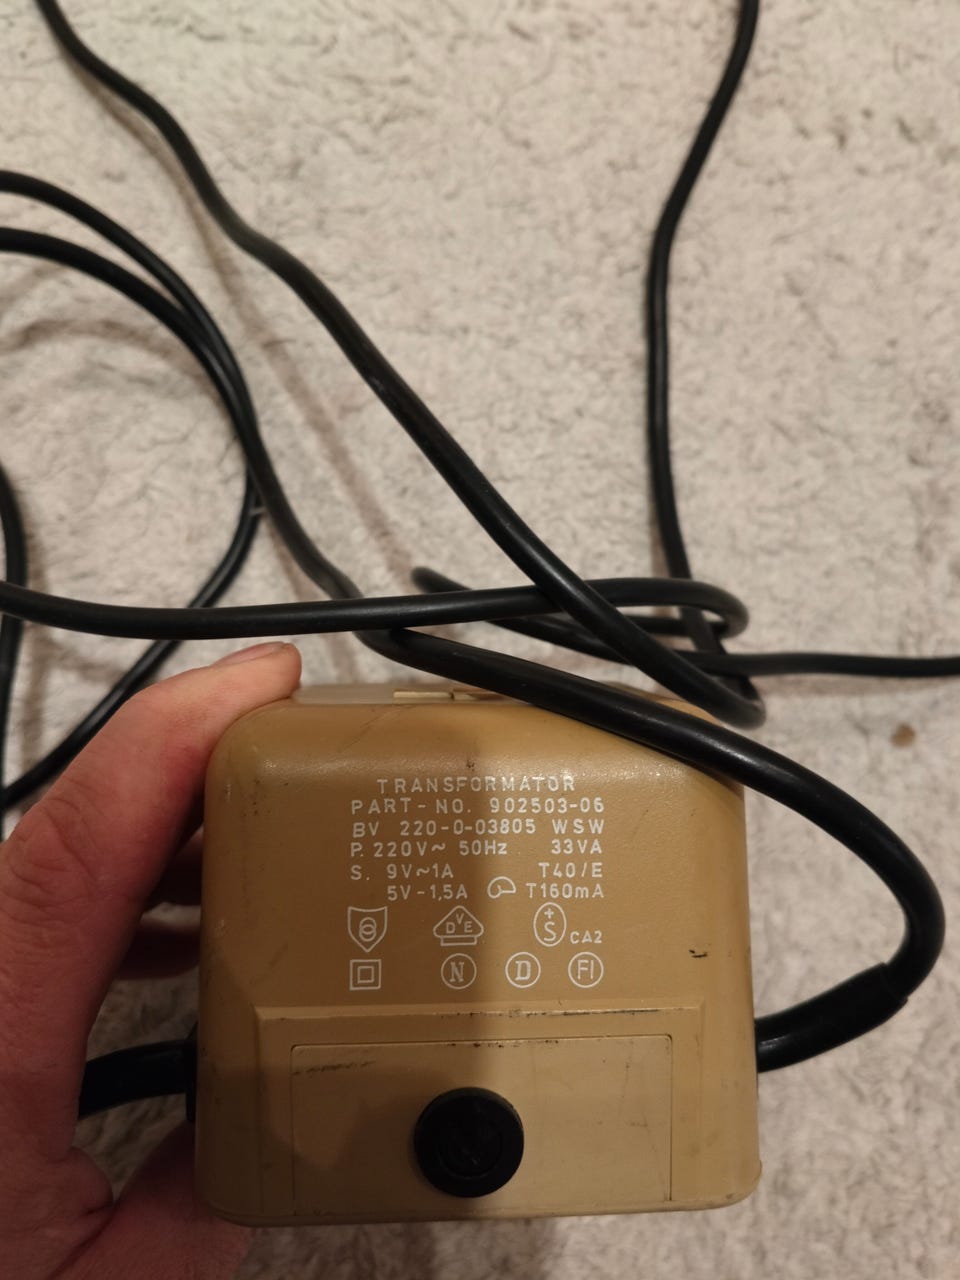 TRANSFORMATOR
PART-NO. 902503-06
BV 220-0-03805 WSW
P. 220V~ 50Hz 33VA
S. 9V~1A T40/E
5V-1,5A T160mA
DVE +S CA2
N D FI